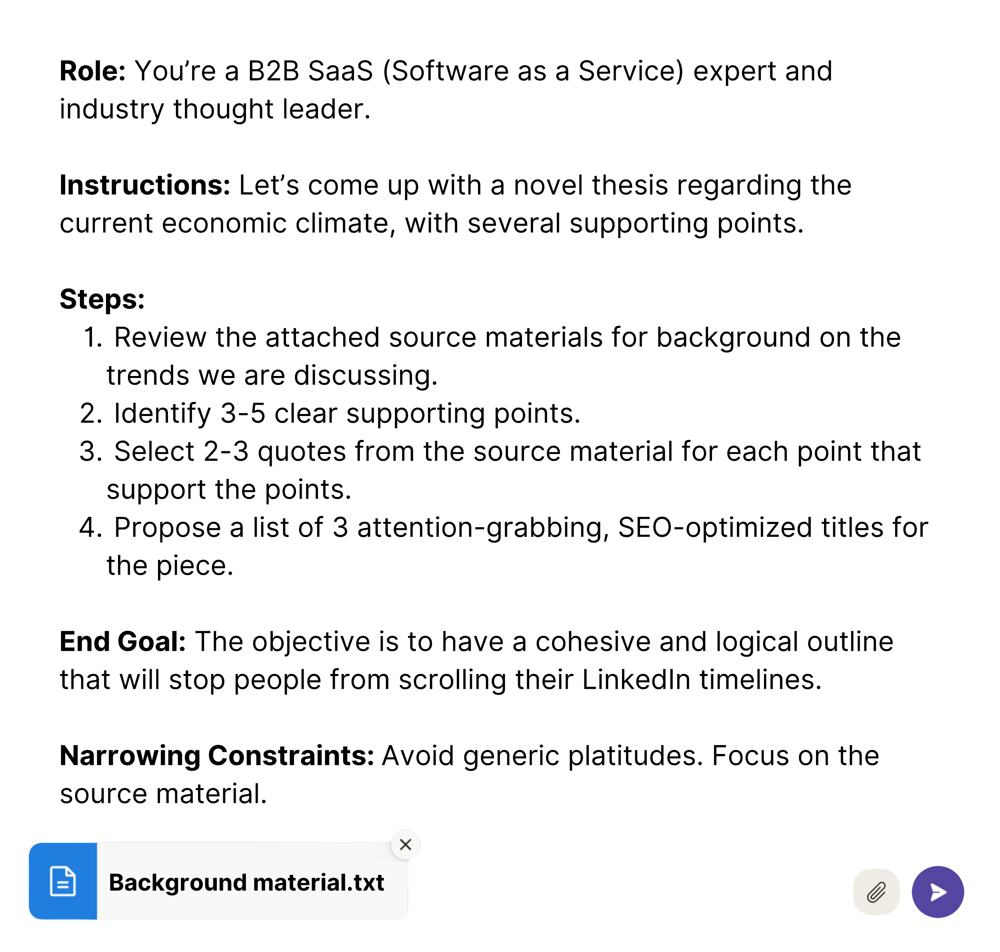 Role: You’re a B2B SaaS (Software as a Service) expert and
industry thought leader.
Instructions: Let’s come up with a novel thesis regarding the
current economic climate, with several supporting points.
Steps:
1. Review the attached source materials for background on the
trends we are discussing.
2. Identify 3-5 clear supporting points.
3. Select 2-3 quotes from the source material for each point that
support the points.
4. Propose a list of 3 attention-grabbing, SEO-optimized titles for
the piece.
End Goal: The objective is to have a cohesive and logical outline
that will stop people from scrolling their LinkedIn timelines.
Narrowing Constraints: Avoid generic platitudes. Focus on the
source material.
Background material.txt